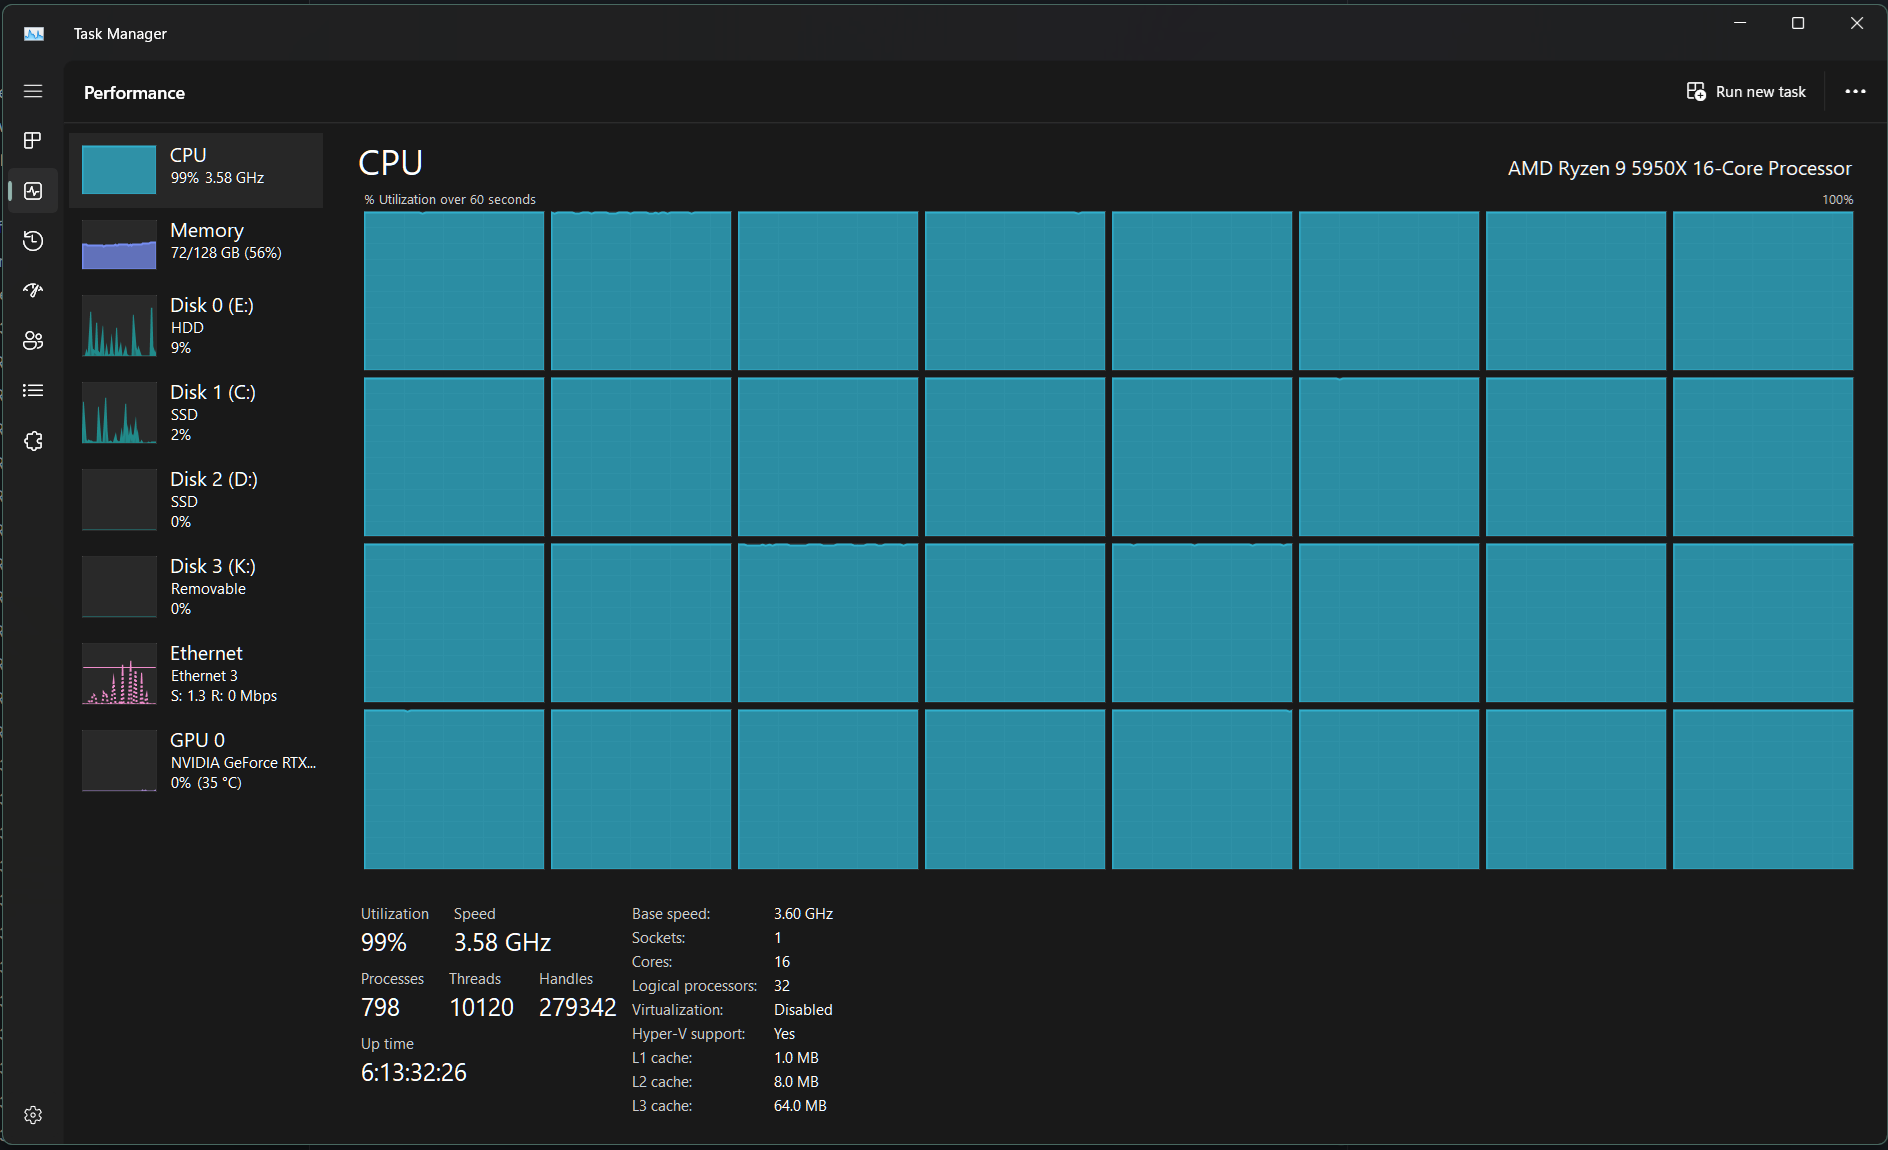 Task Manager
Performance
Run new task
CPU
99% 3.58 GHz
Memory
72/128 GB (56%)
Disk 0 (E:)
HDD
9%
Disk 1 (C:)
SSD
2%
Disk 2 (D:)
SSD
0%
Disk 3 (K:)
Removable
0%
Ethernet
Ethernet 3
S: 1.3 R: 0 Mbps
GPU 0
NVIDIA GeForce RTX...
0% (35 °C)
CPU
AMD Ryzen 9 5950X 16-Core Processor
% Utilization over 60 seconds
100%
Utilization Speed
99% 3.58 GHz
Processes Threads Handles
798 10120 279342
Up time
6:13:32:26
Base speed: 3.60 GHz
Sockets: 1
Cores: 16
Logical processors: 32
Virtualization: Disabled
Hyper-V support: Yes
L1 cache: 1.0 MB
L2 cache: 8.0 MB
L3 cache: 64.0 MB